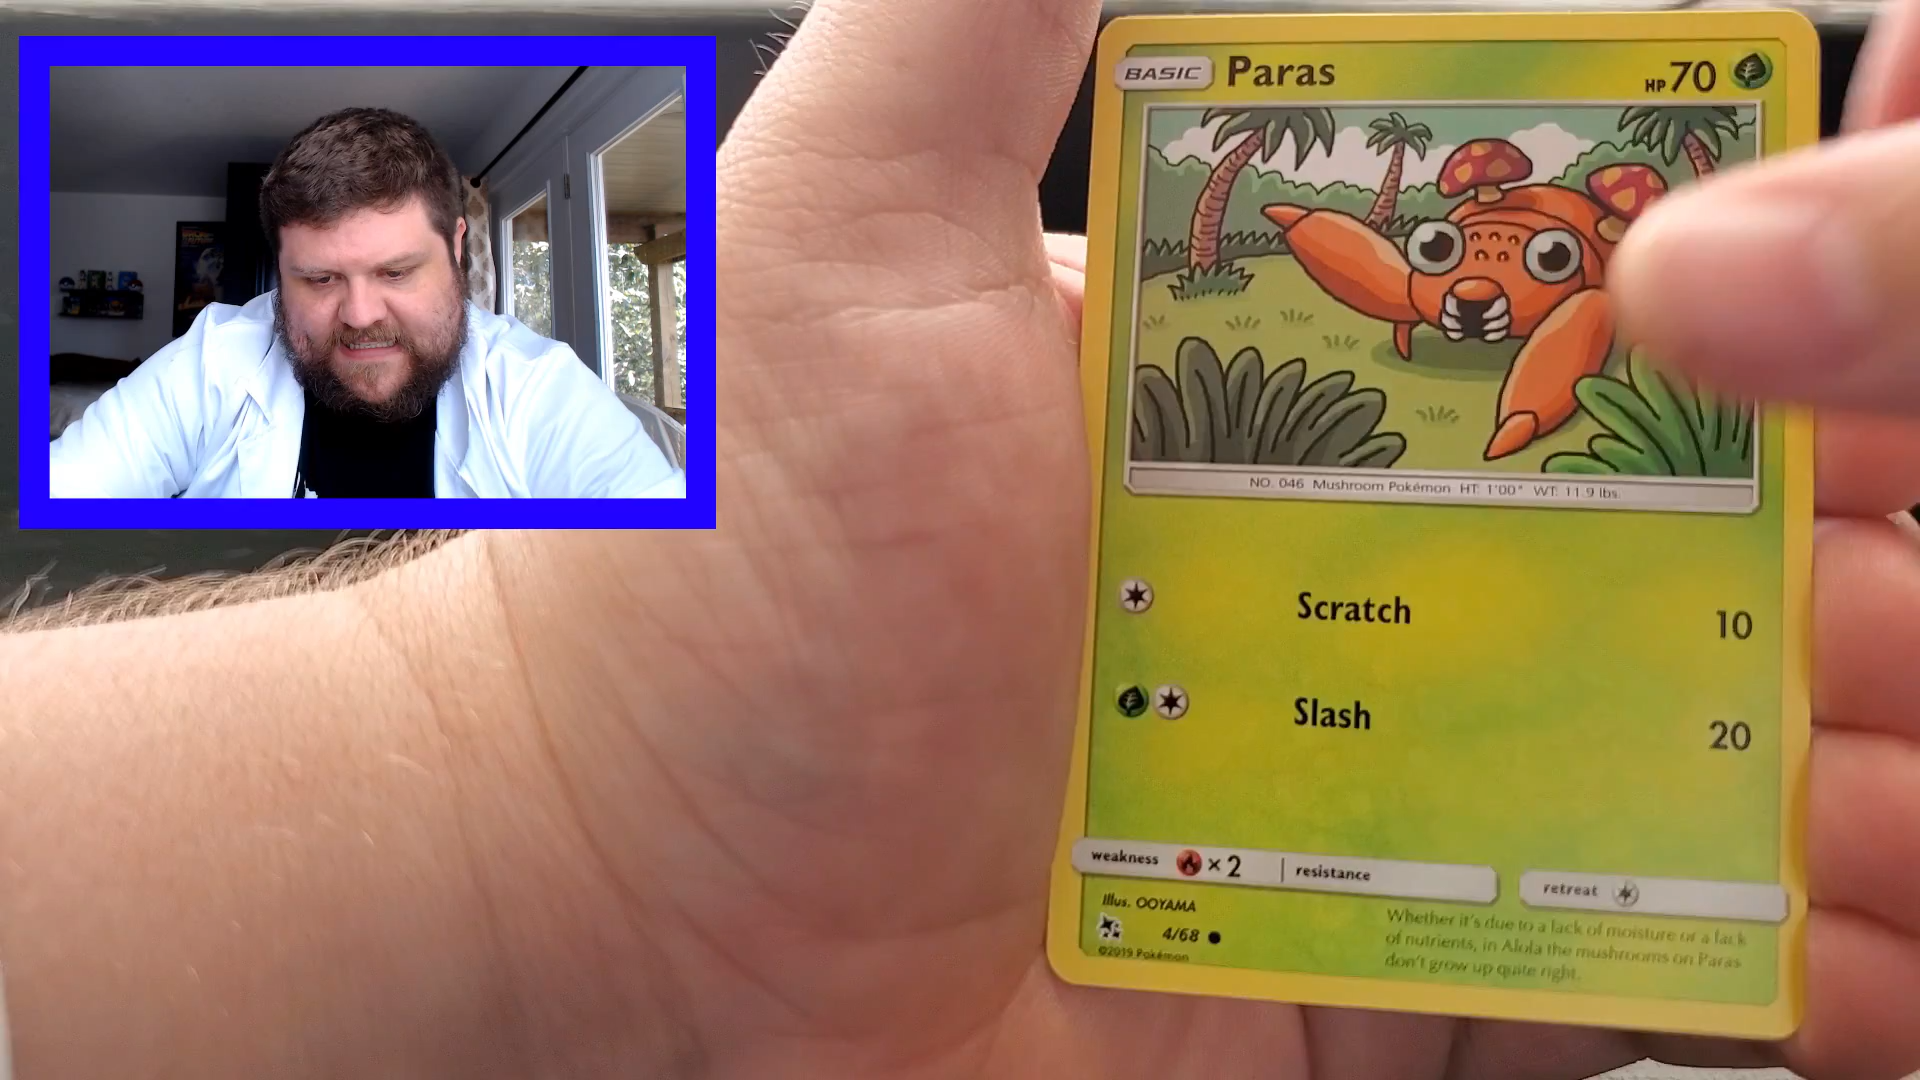 BASIC Paras HP 70
NO. 046 Mushroom Pokémon HT: 1'00" WT: 11.9 lbs.
Scratch 10
Slash 20
weakness ×2 resistance retreat
Illus. OOYAMA
4/68
©2019 Pokémon
Whether it's due to a lack of moisture or a lack
of nutrients, in Alola the mushrooms on Paras
don't grow up quite right.